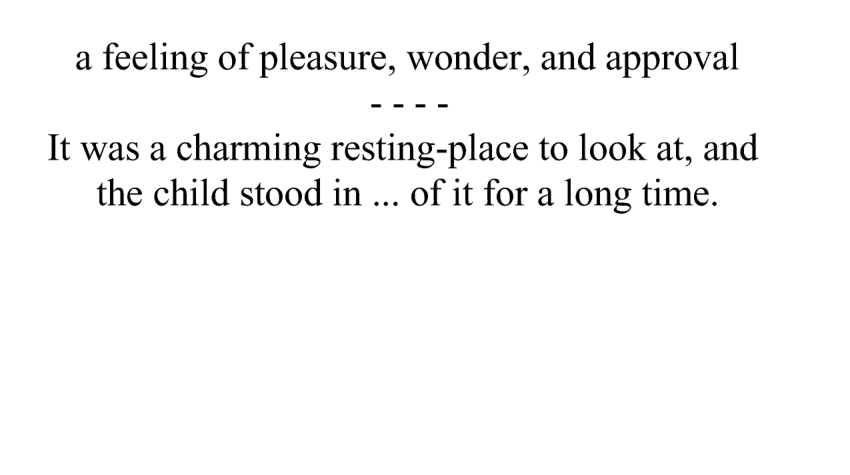 a feeling of pleasure, wonder, and approval
- - - -
It was a charming resting-place to look at, and
the child stood in ... of it for a long time.